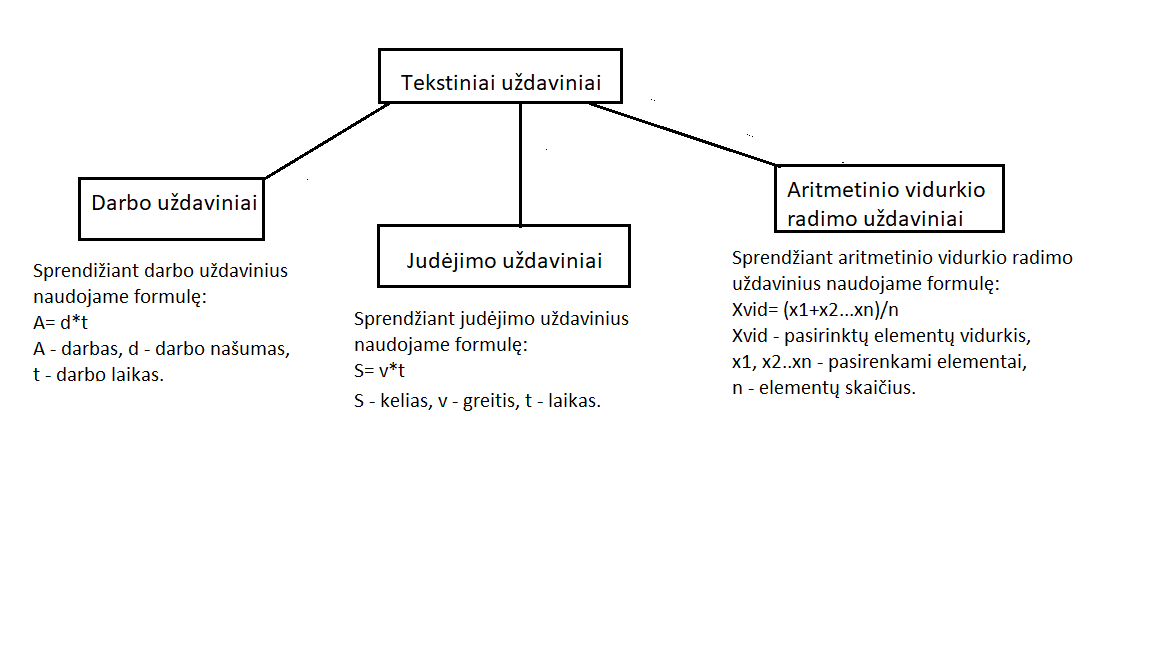 Tekstiniai uždaviniai
Darbo uždaviniai
Sprendižiant darbo uždavinius
naudojame formulę:
A= d*t
A - darbas, d - darbo našumas,
t - darbo laikas.
Judėjimo uždaviniai
Sprendžiant judėjimo uždavinius
naudojame formulę:
S= v*t
S - kelias, v - greitis, t - laikas.
Aritmetinio vidurkio
radimo uždaviniai
Sprendžiant aritmetinio vidurkio radimo
uždavinius naudojame formulę:
Xvid= (x1+x2...xn)/n
Xvid - pasirinktų elementų vidurkis,
x1, x2..xn - pasirenkami elementai,
n - elementų skaičius.